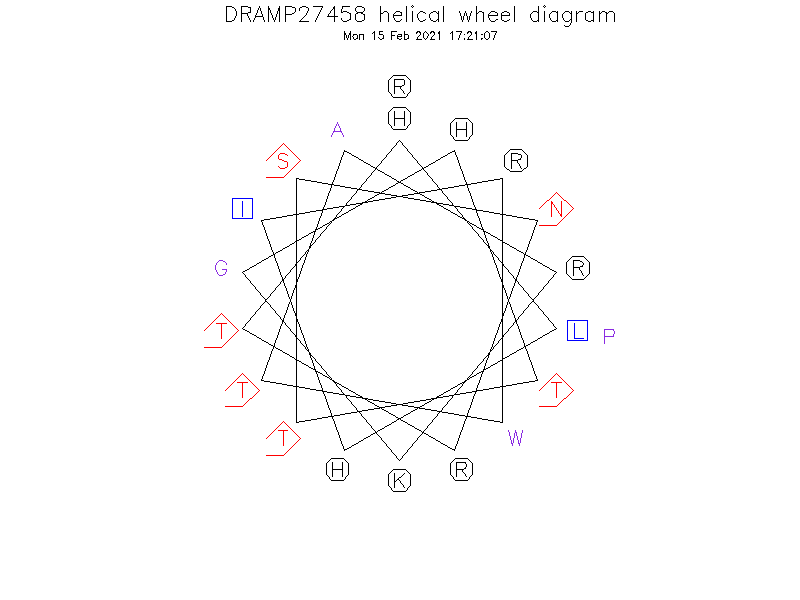 DRAMP27458 helical wheel diagram
Mon 15 Feb 2021 17:21:07
R
A H H
S R
I N
G R
T L P
T T
T W
H K R